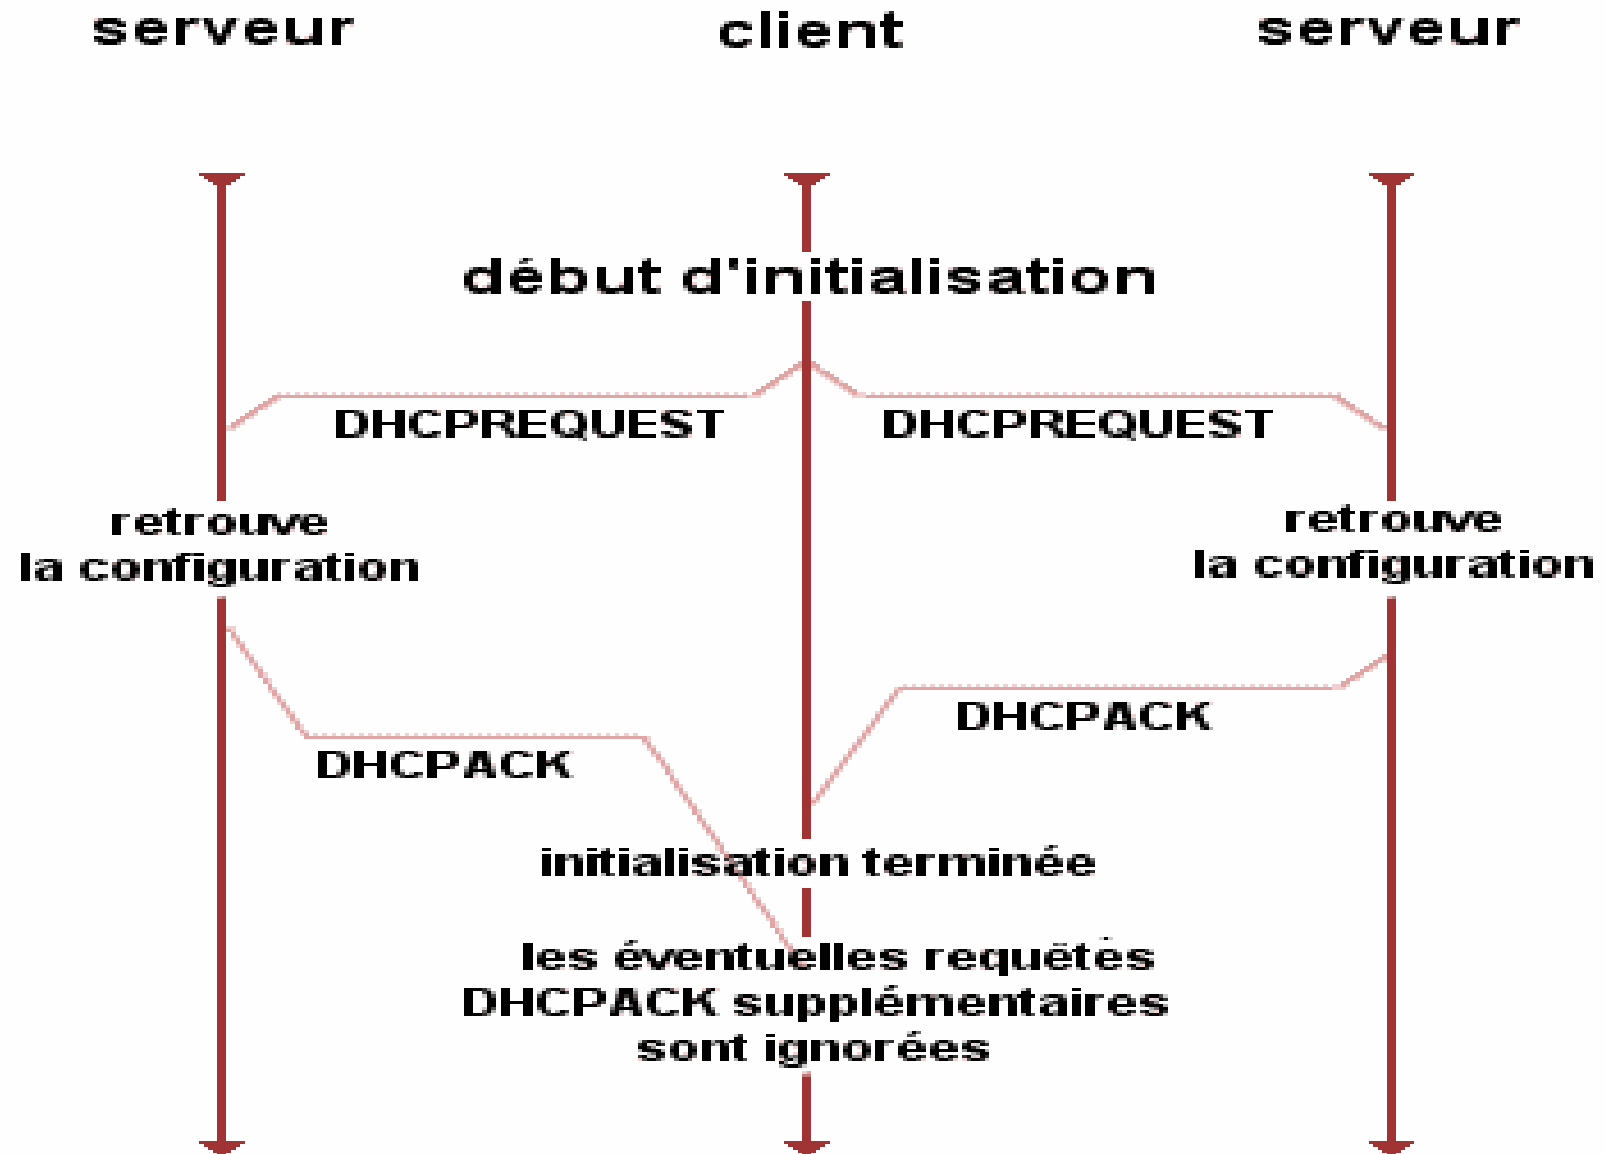 serveur
client
serveur
début d'initialisation
DHCPREQUEST
DHCPREQUEST
retrouve
la configuration
retrouve
la configuration
DHCPACK
DHCPACK
initialisation terminée
les éventuelles requêtes
DHCPACK supplémentaires
sont ignorées